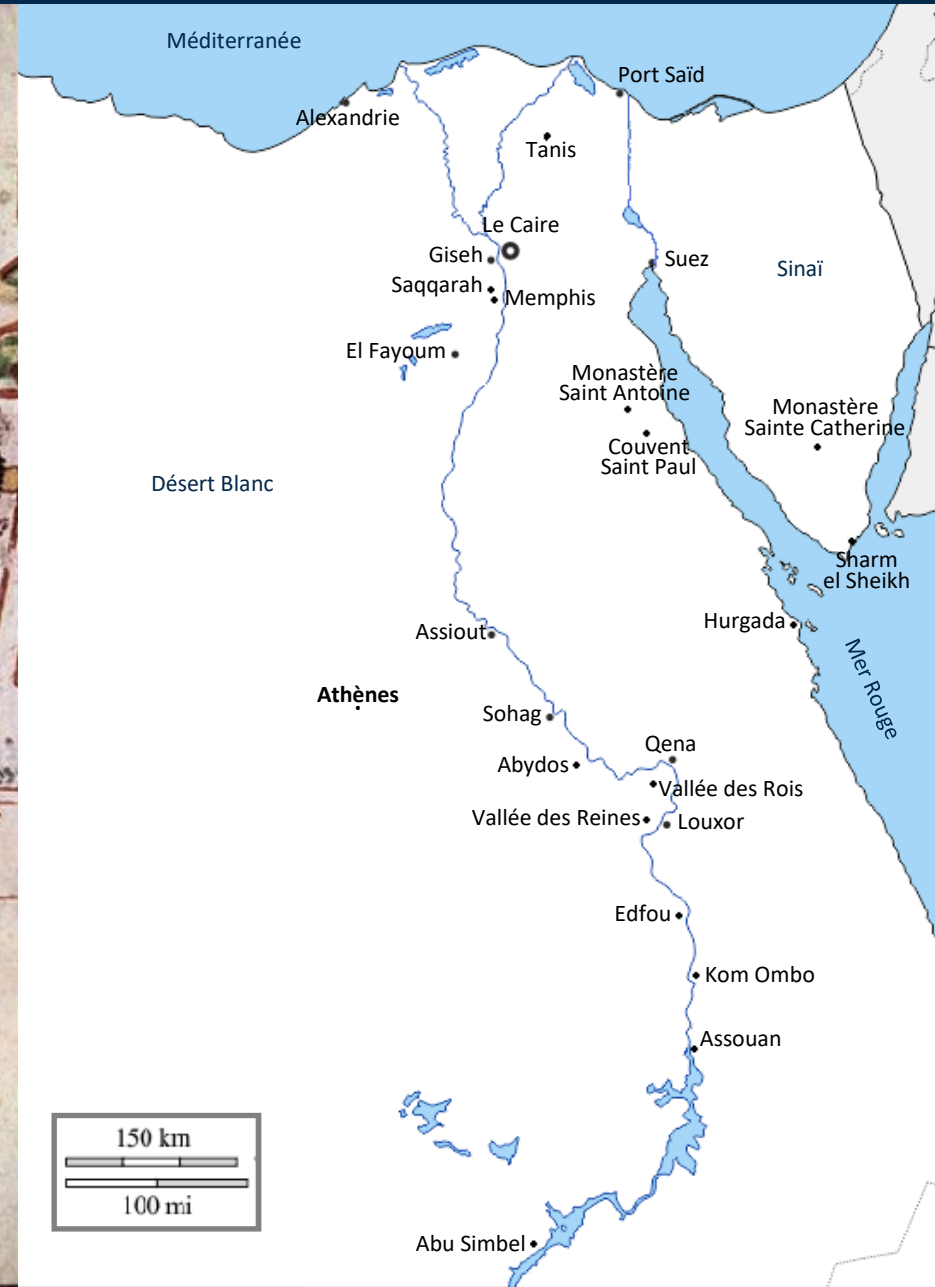 Méditerranée
Port Saïd
Alexandrie
Tanis
Le Caire
Giseh
Suez
Sinaï
Saqqarah
Memphis
El Fayoum
Monastère
Saint Antoine
Monastère
Sainte Catherine
Couvent
Saint Paul
Désert Blanc
Sharm
el Sheikh
Hurgada
Assiout
Mer Rouge
Athènes
Sohag
Qena
Abydos
Vallée des Rois
Vallée des Reines
Louxor
Edfou
Kom Ombo
Assouan
150 km
100 mi
Abu Simbel